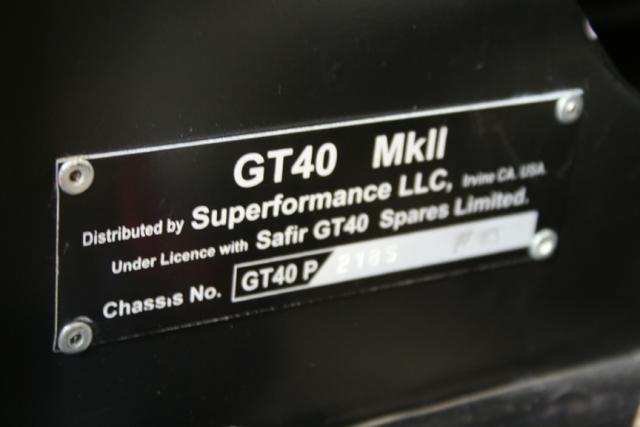 GT40 MkII
Distributed by Superformance LLC, Irvine CA. USA.
Under Licence with Safir GT40 Spares Limited.
Chassis No. GT40 P 2185